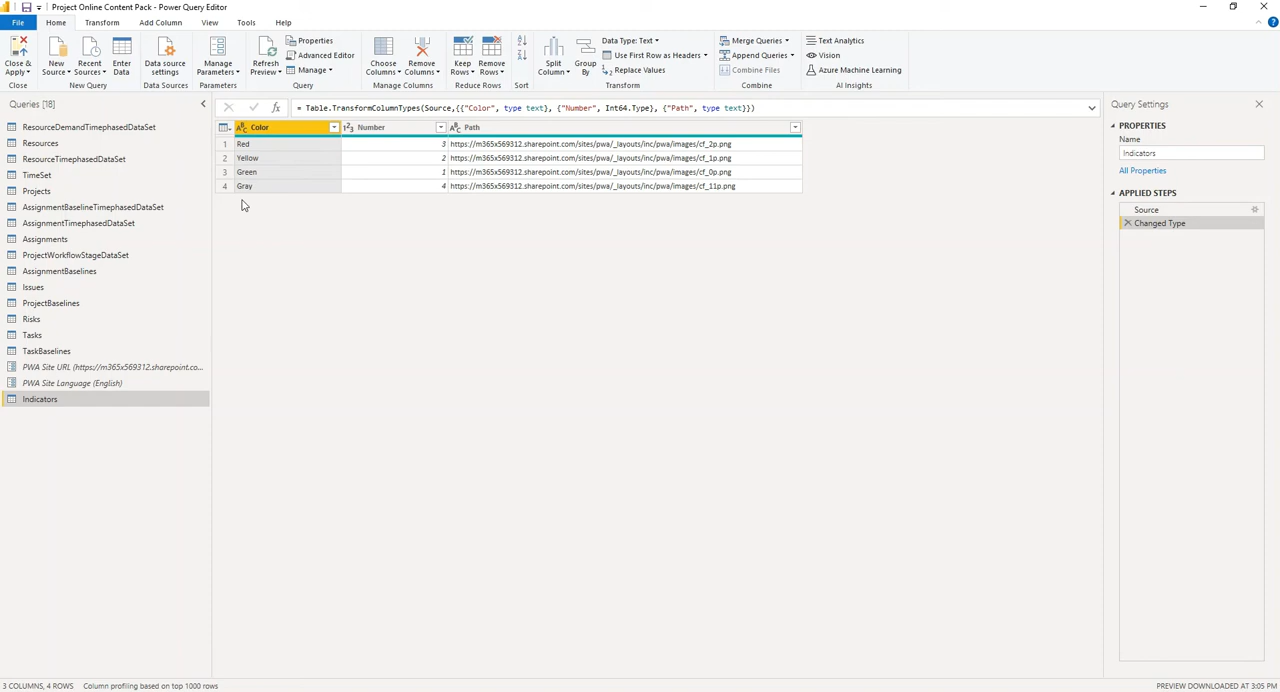 Project Online Content Pack - Power Query Editor
File Home Transform Add Column View Tools Help
Close & Apply
New Source
Recent Sources
Enter Data
Data source settings
Manage Parameters
Refresh Preview
Properties
Advanced Editor
Manage
Choose Columns
Remove Columns
Keep Rows
Remove Rows
Split Column
Group By
Data Type: Text
Use First Row as Headers
Replace Values
Merge Queries
Append Queries
Combine Files
Text Analytics
Vision
Azure Machine Learning
Close New Query Data Sources Parameters Query Manage Columns Reduce Rows Sort Transform Combine AI Insights
Queries [18]
ResourceDemandTimephasedDataSet
Resources
ResourceTimephasedDataSet
TimeSet
Projects
AssignmentBaselineTimephasedDataSet
AssignmentTimephasedDataSet
Assignments
ProjectWorkflowStageDataSet
AssignmentBaselines
Issues
ProjectBaselines
Risks
Tasks
TaskBaselines
PWA Site URL (https://m365x569312.sharepoint.co...
PWA Site Language (English)
Indicators
fx = Table.TransformColumnTypes(Source,{{"Color", type text}, {"Number", Int64.Type}, {"Path", type text}})
ABC Color 123 Number ABC Path
1 Red 3 https://m365x569312.sharepoint.com/sites/pwa/_layouts/inc/pwa/images/cf_2p.png
2 Yellow 2 https://m365x569312.sharepoint.com/sites/pwa/_layouts/inc/pwa/images/cf_1p.png
3 Green 1 https://m365x569312.sharepoint.com/sites/pwa/_layouts/inc/pwa/images/cf_0p.png
4 Gray 4 https://m365x569312.sharepoint.com/sites/pwa/_layouts/inc/pwa/images/cf_11p.png
Query Settings
PROPERTIES
Name
Indicators
All Properties
APPLIED STEPS
Source
Changed Type
3 COLUMNS, 4 ROWS Column profiling based on top 1000 rows
PREVIEW DOWNLOADED AT 3:05 PM